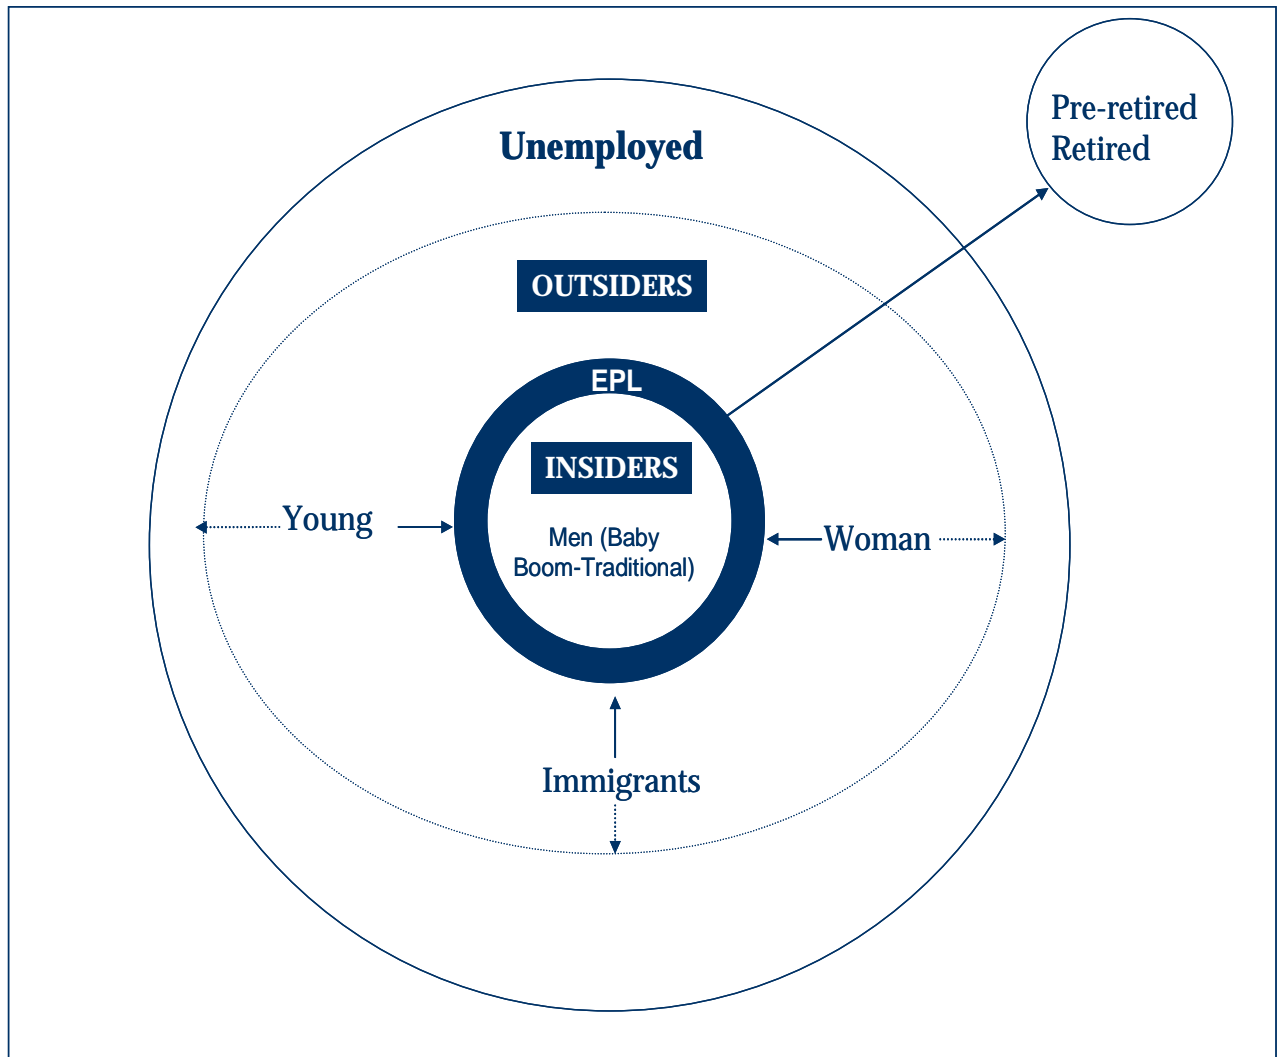 Pre-retired
Retired
Unemployed
OUTSIDERS
EPL
INSIDERS
Young
Men (Baby
Boom-Traditional)
Woman
Immigrants